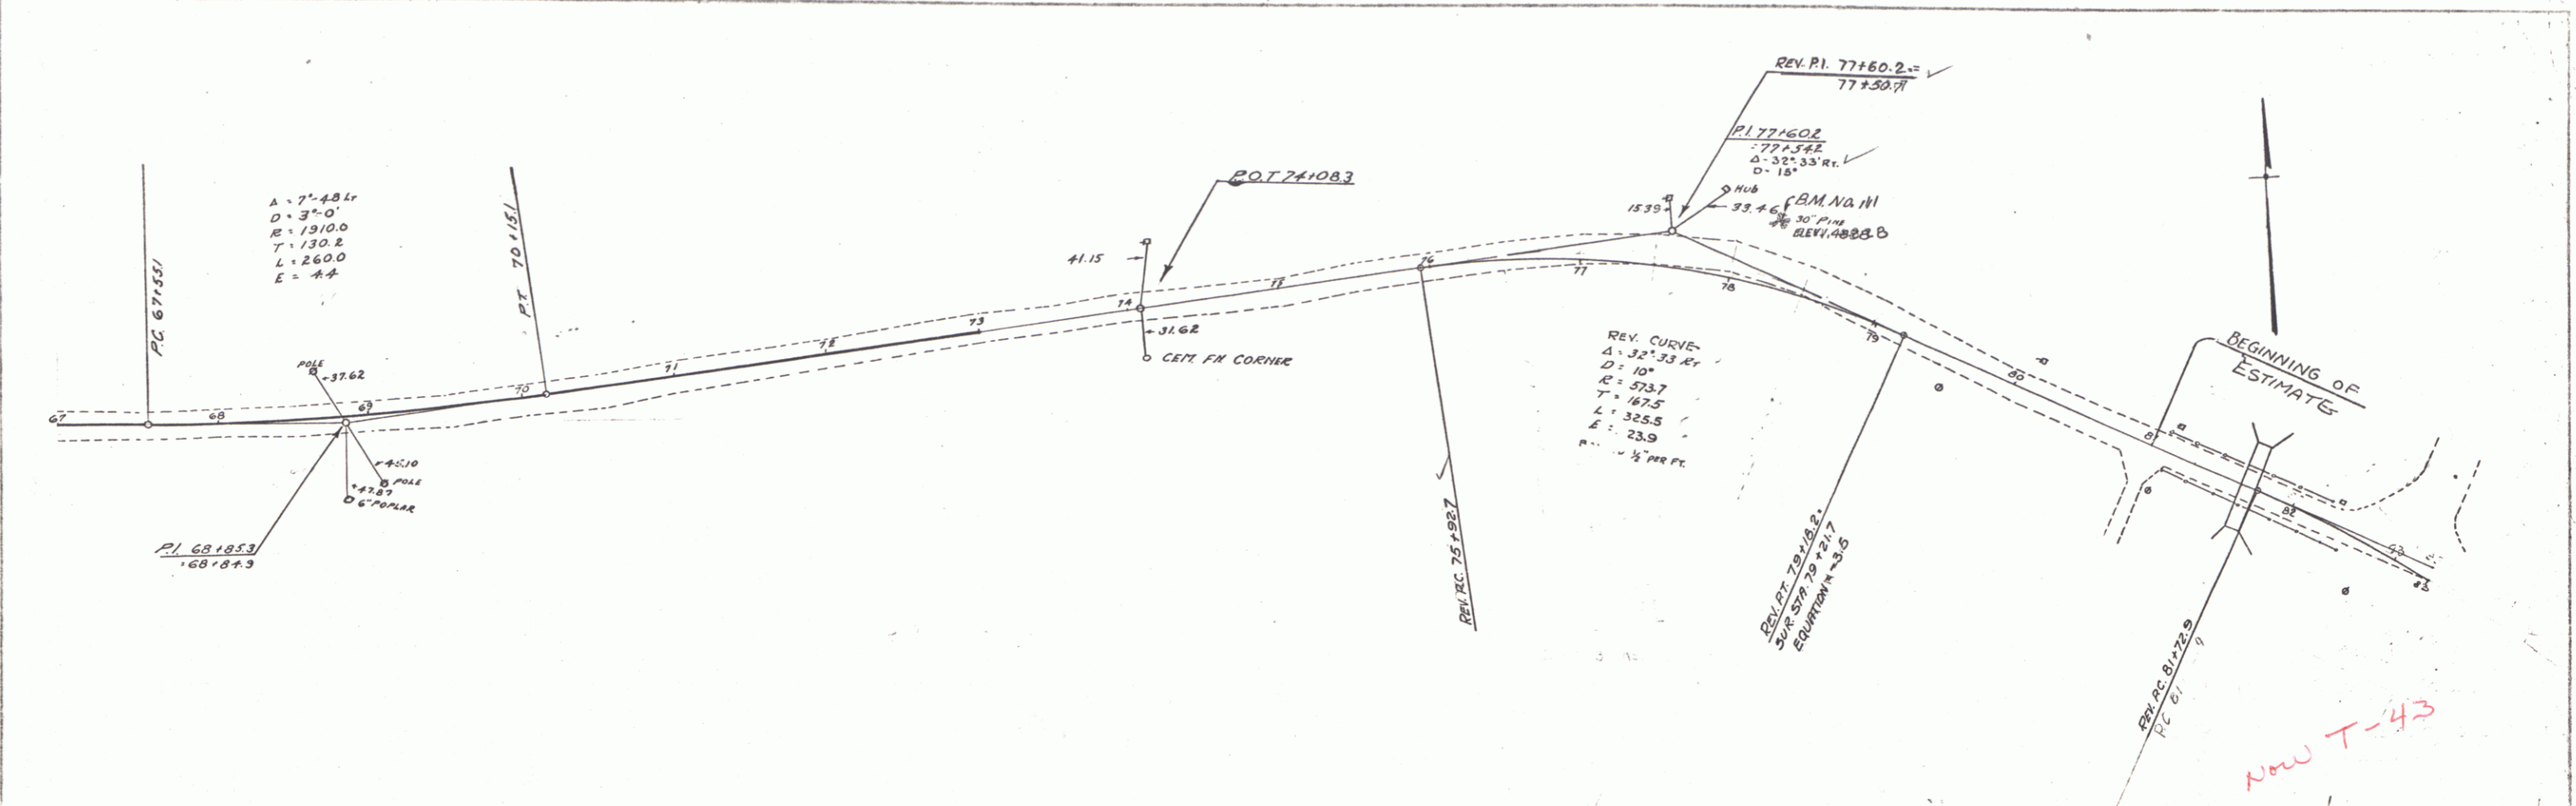 P.C. 67+55.1
Δ = 7°-48 Lt
D = 3°-0'
R = 1910.0
T = 130.2
L = 260.0
E = 4.4
P.T. 70+15.1
67
68
69
70
71
72
73
74
75
76
77
78
79
80
81
82
83
POLE
37.62
45.10
POLE
47.87
6" POPLAR
P.I. 68+85.3
= 68+84.9
P.O.T. 74+08.3
41.15
31.62
CEM. FN CORNER
REV. P.I. 77+60.2 =
77+50.7
P.I. 77+60.2
= 77+54.2
Δ - 32°-33' Rt.
D - 15°
HUB
15.39
33.46
B.M. No.
30" PINE
ELEV.
REV. CURVE
Δ = 32°-33 Rt
D = 10°
R = 573.7
T = 167.5
L = 325.5
E = 23.9
½" PER FT.
REV. P.C. 75+92.7
REV. P.T. 79+18.2 =
SUR. STA. 79+21.7
EQUATION = -3.5
BEGINNING OF
ESTIMATE
REV. P.C. 81+72.9
P.C. 81
NOW T-43